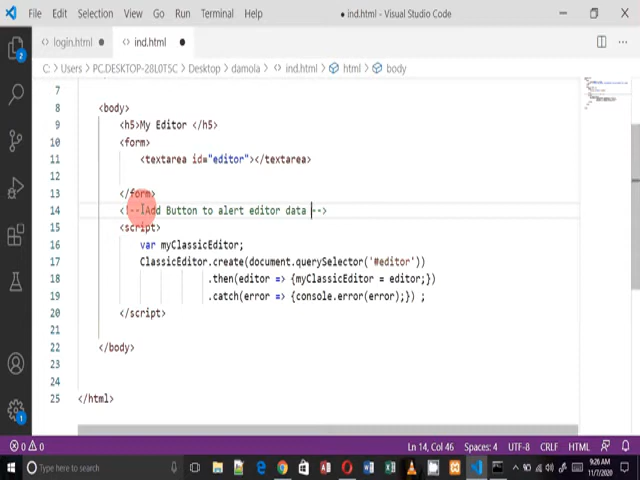 File Edit Selection View Go Run Terminal Help
● ind.html - Visual Studio Code
login.html ●
ind.html ●
C: > Users > PC.DESKTOP-28L0T5C > Desktop > damola > ind.html > html > body
7
8 <body>
9 <h5>My Editor </h5>
10 <form>
11 <textarea id="editor"></textarea>
12
13 </form>
14 <!--Add Button to alert editor data -->
15 <script>
16 var myClassicEditor;
17 ClassicEditor.create(document.querySelector('#editor'))
18 .then(editor => {myClassicEditor = editor;})
19 .catch(error => {console.error(error);}) ;
20 </script>
21
22 </body>
23
24
25 </html>
2
1
0 0
Ln 14, Col 46 Spaces: 4 UTF-8 CRLF HTML
Type here to search
9:26 AM
11/7/2020